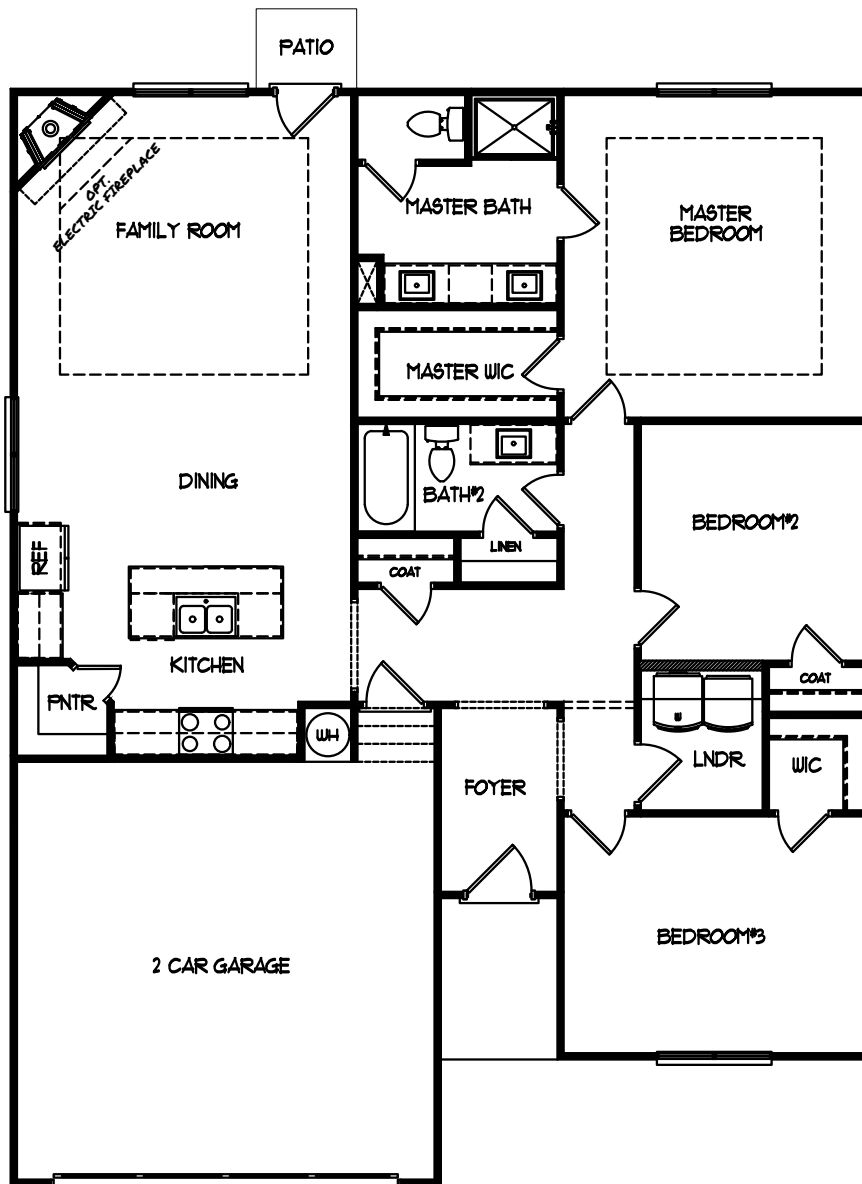 PATIO
OPT.
ELECTRIC FIREPLACE
FAMILY ROOM
MASTER BATH
MASTER
BEDROOM
MASTER WIC
DINING
BATH#2
BEDROOM#2
REF
LINEN
COAT
KITCHEN
COAT
PNTR
W
WH
LNDR
WIC
FOYER
BEDROOM#3
2 CAR GARAGE